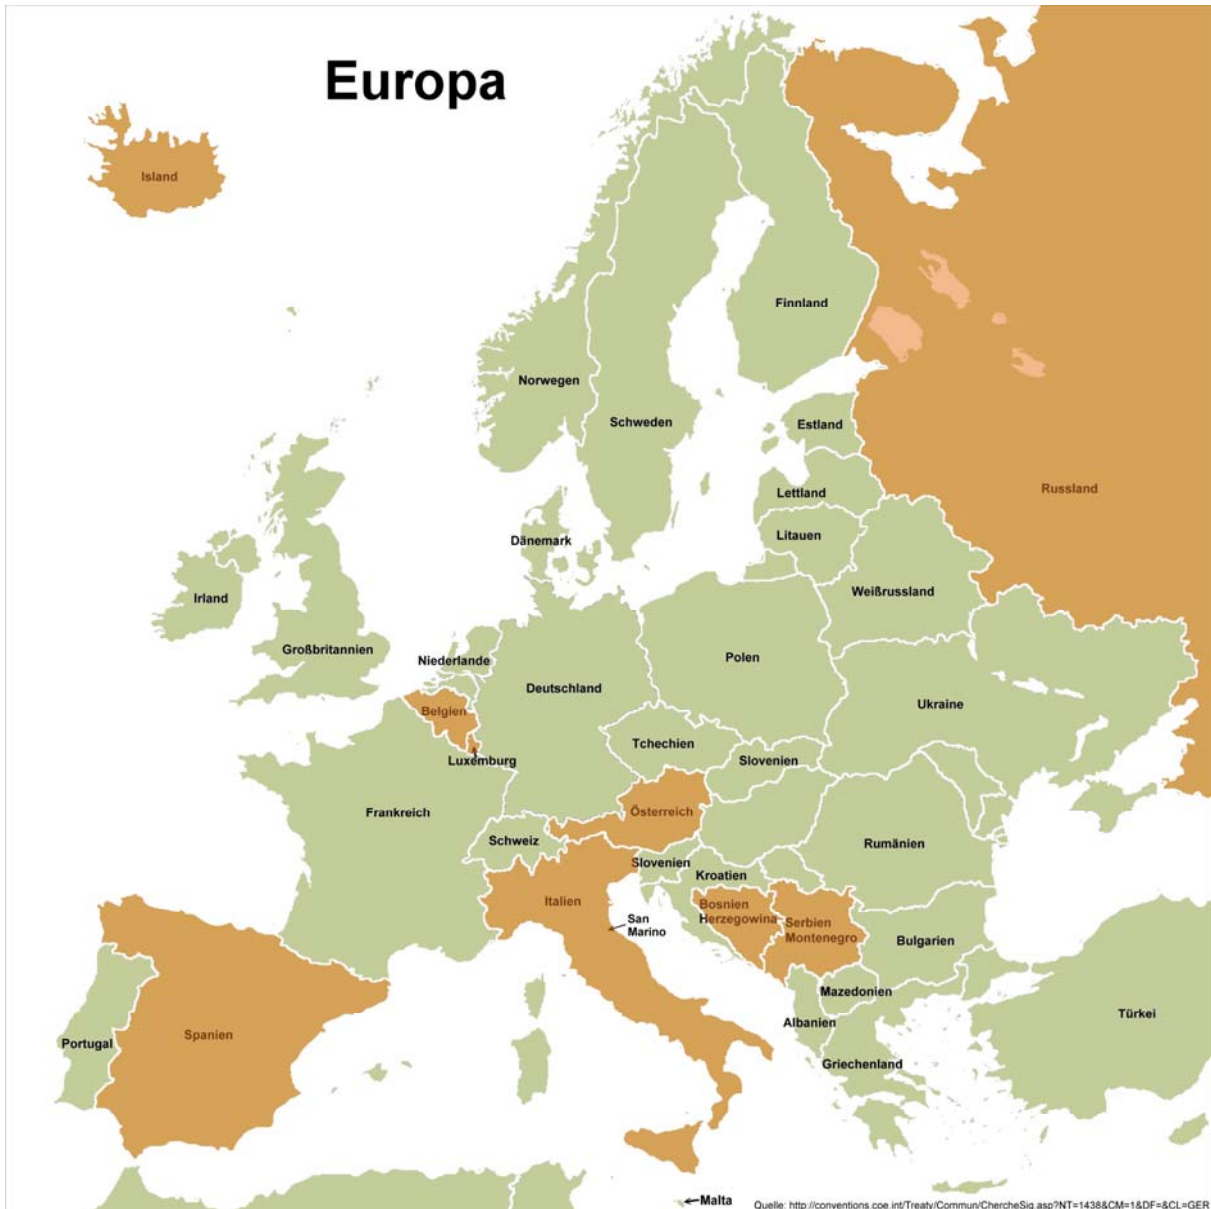 Europa
Island
Finnland
Norwegen
Schweden
Estland
Lettland
Russland
Litauen
Dänemark
Weißrussland
Irland
Großbritannien
Niederlande
Polen
Deutschland
Ukraine
Belgien
Tchechien
Luxemburg
Slovenien
Frankreich
Österreich
Schweiz
Rumänien
Slovenien
Kroatien
Italien
Bosnien
Herzegowina
San
Marino
Serbien
Montenegro
Bulgarien
Mazedonien
Türkei
Albanien
Spanien
Portugal
Griechenland
Malta
Quelle: http://conventions.coe.int/Treaty/Commun/ChercheSig.asp?NT=1438&CM=1&DF=&CL=GER